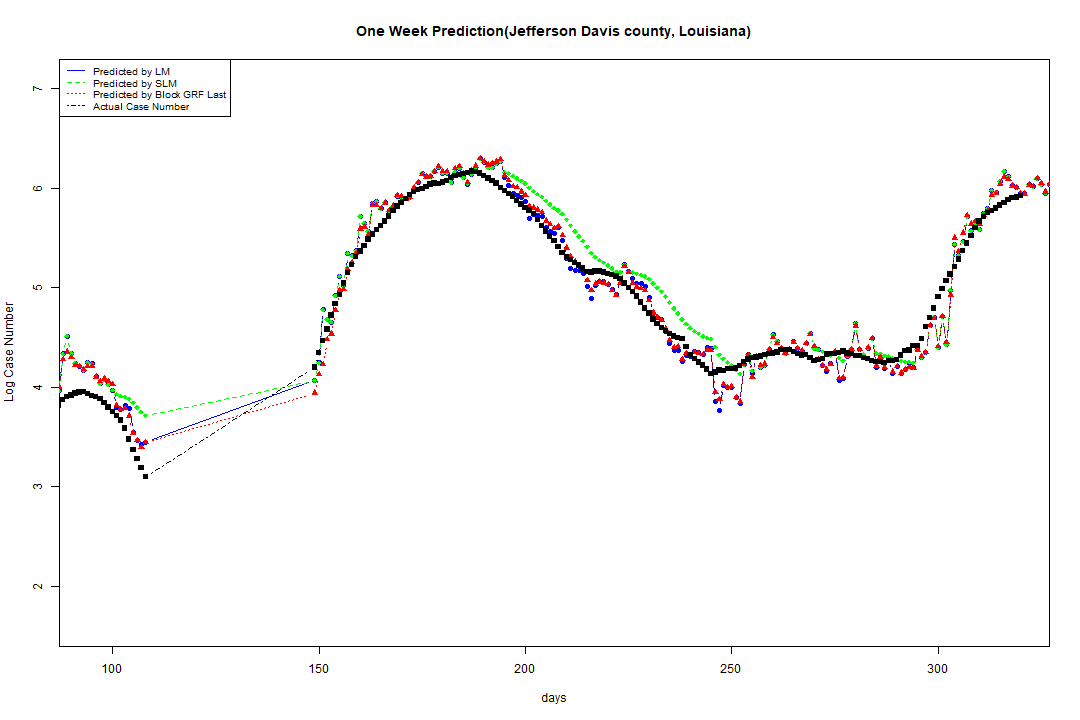 One Week Prediction(Jefferson Davis county, Louisiana)
Predicted by LM
Predicted by SLM
Predicted by Block GRF Last
Actual Case Number
7
6
5
4
3
2
Log Case Number
100 150 200 250 300
days